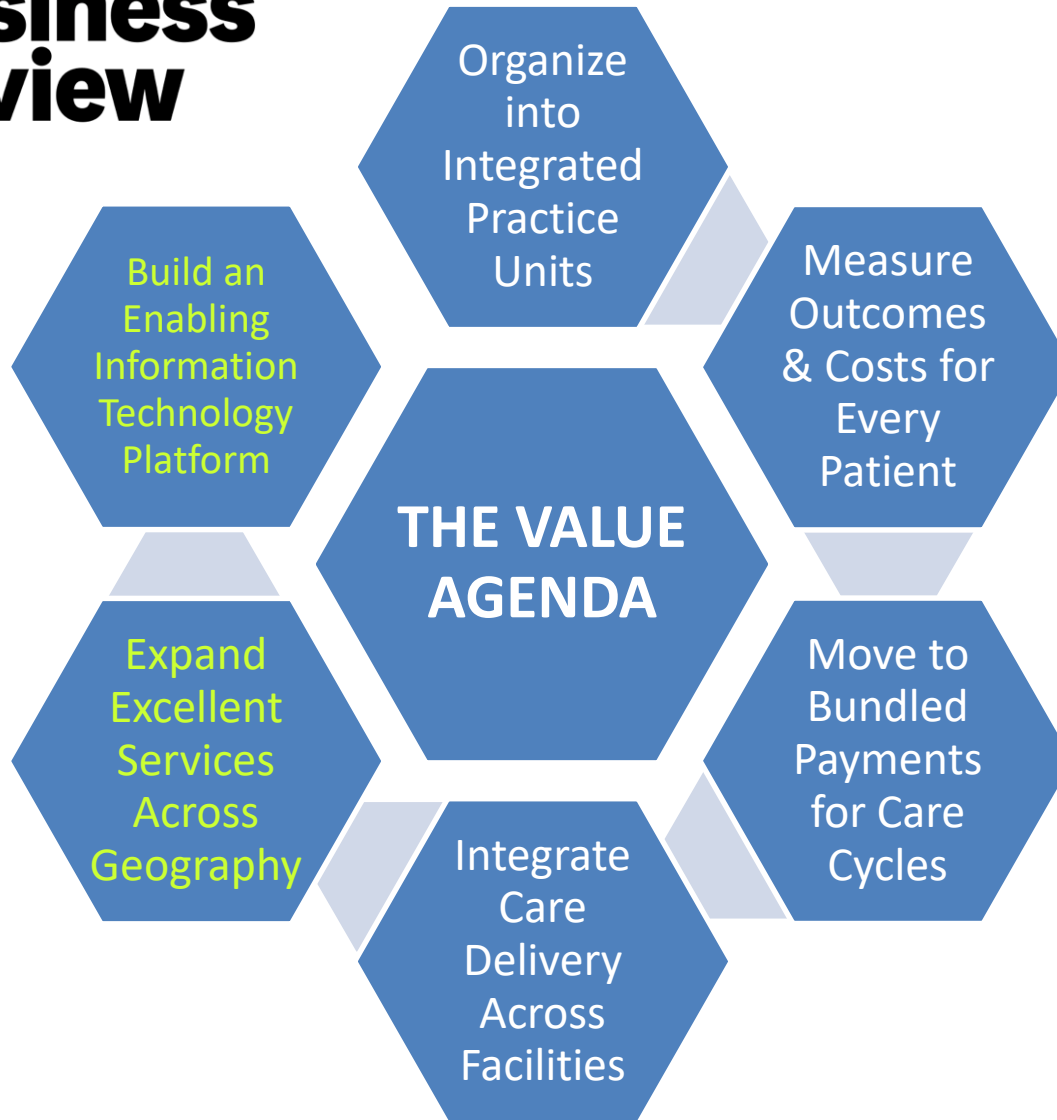 view
Organize
into
Integrated
Practice
Units
Measure
Outcomes
& Costs for
Every
Patient
Move to
Bundled
Payments
for Care
Cycles
Integrate
Care
Delivery
Across
Facilities
Expand
Excellent
Services
Across
Geography
Build an
Enabling
Information
Technology
Platform
THE VALUE
AGENDA